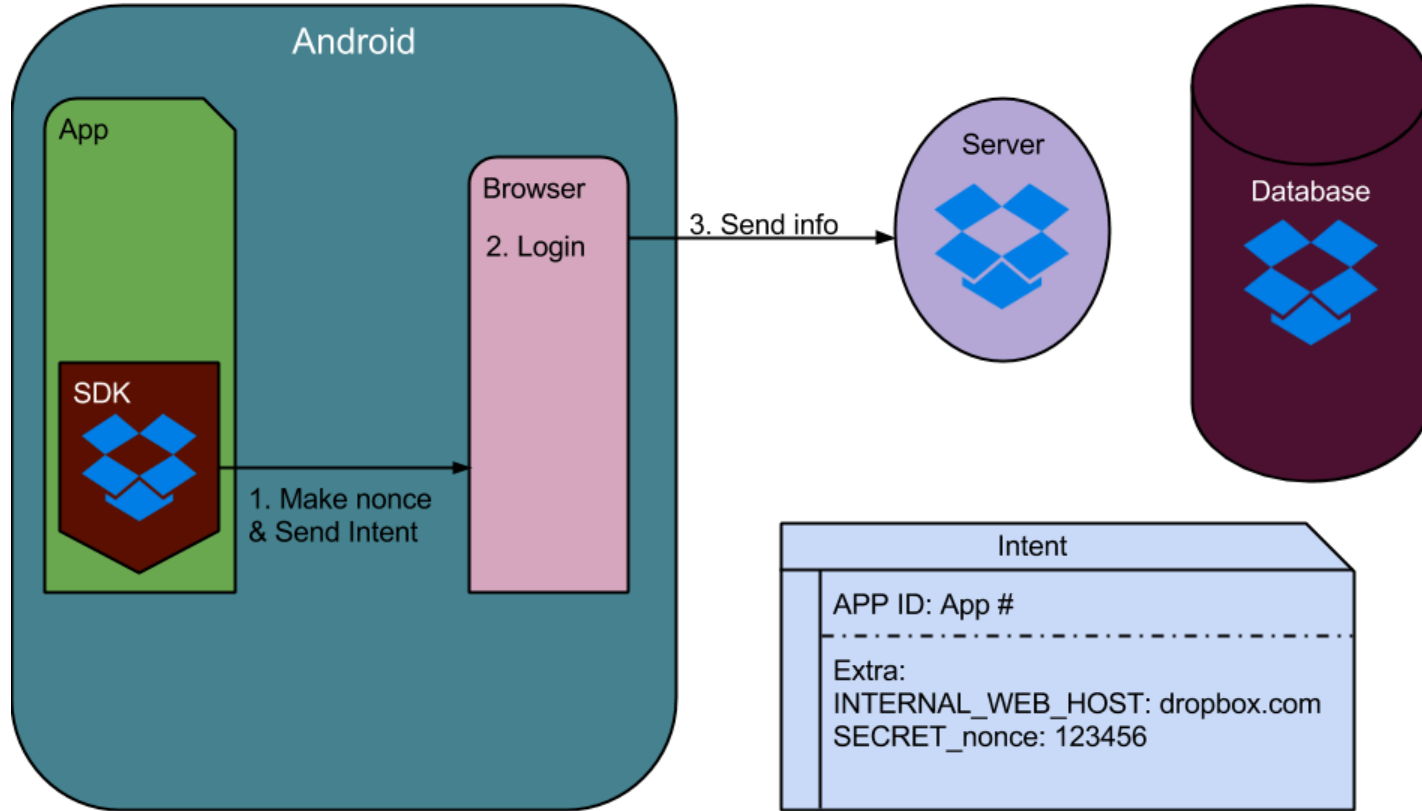 Android
App
SDK
1. Make nonce
& Send Intent
Browser
2. Login
3. Send info
Server
Database
Intent
APP ID: App #
Extra:
INTERNAL_WEB_HOST: dropbox.com
SECRET_nonce: 123456